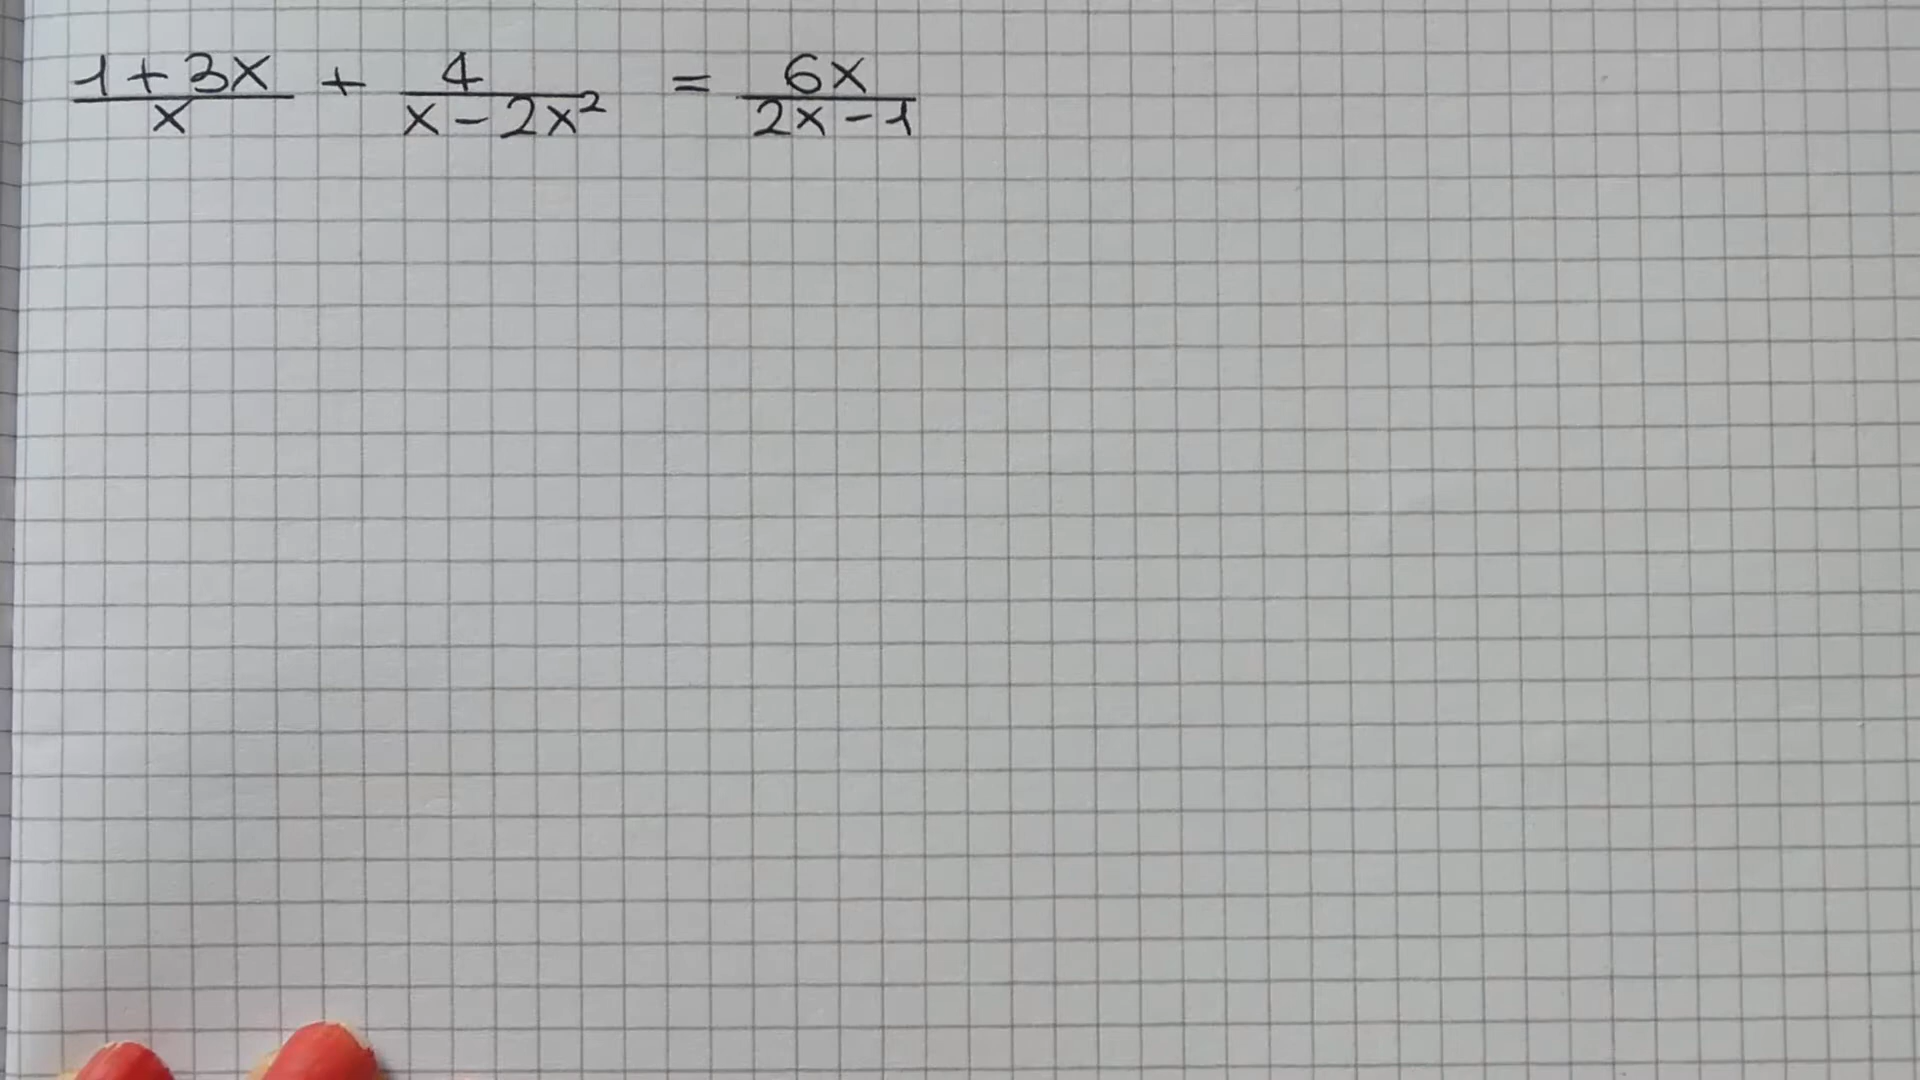 (1+3x)/x + 4/(x-2x²) = 6x/(2x-1)